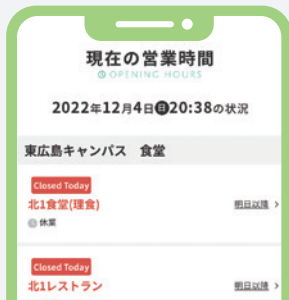 現在の営業時間
OPENING HOURS
2022年12月4日日20:38の状況
東広島キャンパス 食堂
Closed Today
北1食堂(理食)
明日以降 >
休業
Closed Today
北1レストラン
明日以降 >